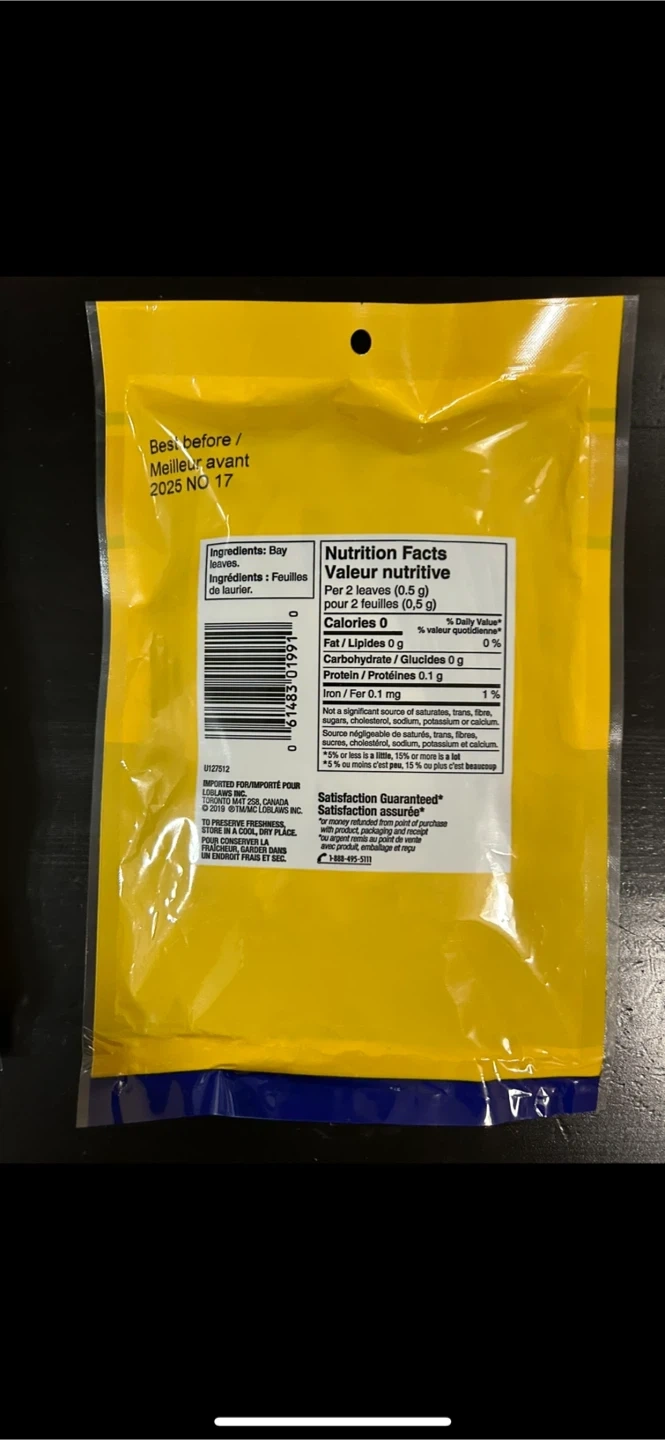 Best before /
Meilleur avant
2025 NO 17
Ingredients: Bay
leaves.
Ingrédients : Feuilles
de laurier.
0 61483 01991 0
U127512
IMPORTED FOR/IMPORTÉ POUR
LOBLAWS INC.
TORONTO M4T 2S8, CANADA
© 2019 ®TM/MC LOBLAWS INC.
TO PRESERVE FRESHNESS,
STORE IN A COOL, DRY PLACE.
POUR CONSERVER LA
FRAÎCHEUR, GARDER DANS
UN ENDROIT FRAIS ET SEC.
Nutrition Facts
Valeur nutritive
Per 2 leaves (0.5 g)
pour 2 feuilles (0,5 g)
Calories 0 % Daily Value*
% valeur quotidienne*
Fat / Lipides 0 g 0 %
Carbohydrate / Glucides 0 g
Protein / Protéines 0.1 g
Iron / Fer 0.1 mg 1 %
Not a significant source of saturates, trans, fibre,
sugars, cholesterol, sodium, potassium or calcium.
Source négligeable de saturés, trans, fibres,
sucres, cholestérol, sodium, potassium et calcium.
*5% or less is a little, 15% or more is a lot
*5 % ou moins c'est peu, 15 % ou plus c'est beaucoup
Satisfaction Guaranteed*
Satisfaction assurée*
*or money refunded from point of purchase
with product, packaging and receipt
*ou argent remis au point de vente
avec produit, emballage et reçu
1-888-495-5111